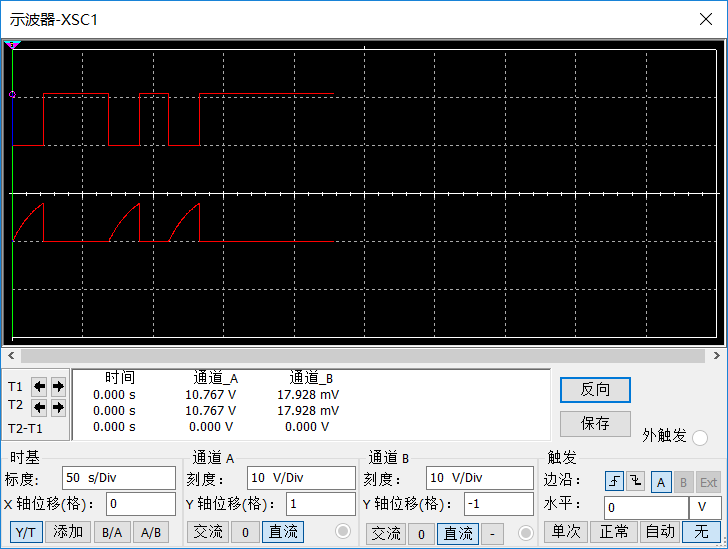 示波器-XSC1
时间 通道_A 通道_B
T1 0.000 s 10.767 V 17.928 mV
T2 0.000 s 10.767 V 17.928 mV
T2-T1 0.000 s 0.000 V 0.000 V
反向
保存
外触发
时基 通道 A 通道 B 触发
标度: 50 s/Div 刻度: 10 V/Div 刻度: 10 V/Div 边沿: A B Ext
X 轴位移(格): 0 Y 轴位移(格): 1 Y 轴位移(格): -1 水平: 0 V
Y/T 添加 B/A A/B 交流 0 直流 交流 0 直流 - 单次 正常 自动 无